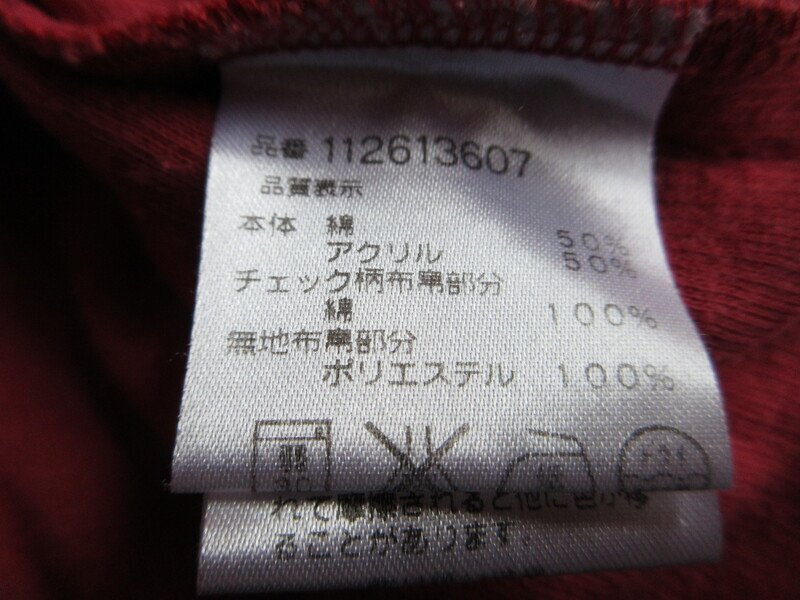 品番 112613607
品質表示
本体 綿 50%
アクリル 50%
チェック柄布帛部分
綿 100%
無地布帛部分
ポリエステル 100%
ることがあります.